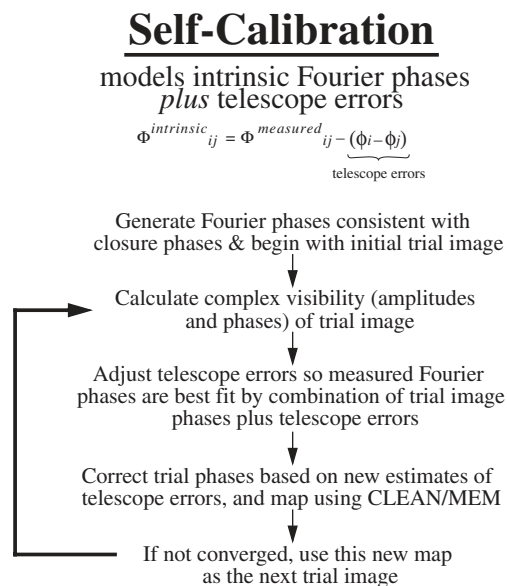 Self-Calibration
models intrinsic Fourier phases
plus telescope errors
Φ^intrinsic_ij = Φ^measured_ij − (ϕi − ϕj)
telescope errors
Generate Fourier phases consistent with
closure phases & begin with initial trial image
Calculate complex visibility (amplitudes
and phases) of trial image
Adjust telescope errors so measured Fourier
phases are best fit by combination of trial image
phases plus telescope errors
Correct trial phases based on new estimates of
telescope errors, and map using CLEAN/MEM
If not converged, use this new map
as the next trial image